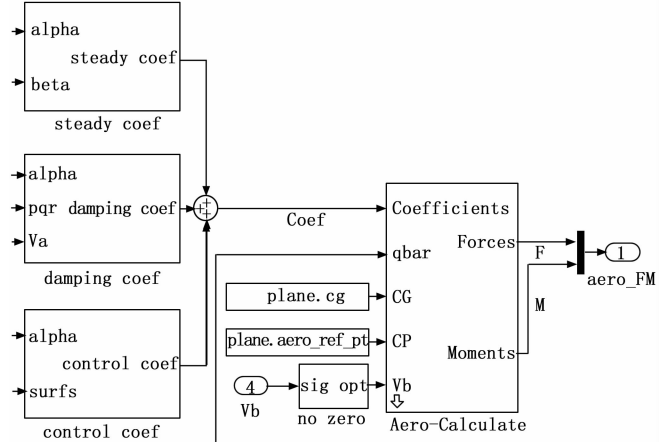 alpha
steady coef
beta
steady coef
alpha
pqr
damping coef
Va
damping coef
alpha
control coef
surfs
control coef
Coef
Coefficients
Forces
qbar
plane.cg
CG
plane.aero_ref_pt
CP
Moments
4
Vb
sig opt
no zero
Vb
Aero-Calculate
F
M
1
aero_FM